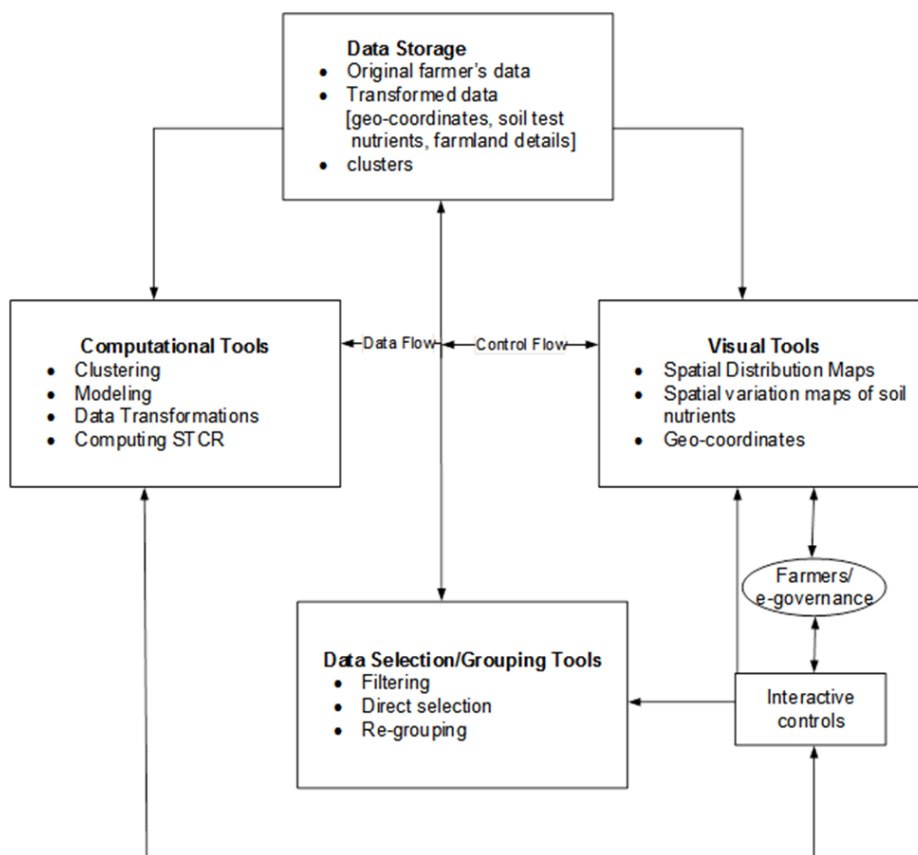 Data Storage
• Original farmer's data
• Transformed data
[geo-coordinates, soil test
nutrients, farmland details]
• clusters
Computational Tools
• Clustering
• Modeling
• Data Transformations
• Computing STCR
Data Flow
Control Flow
Visual Tools
• Spatial Distribution Maps
• Spatial variation maps of soil
nutrients
• Geo-coordinates
Farmers/
e-governance
Data Selection/Grouping Tools
• Filtering
• Direct selection
• Re-grouping
Interactive
controls